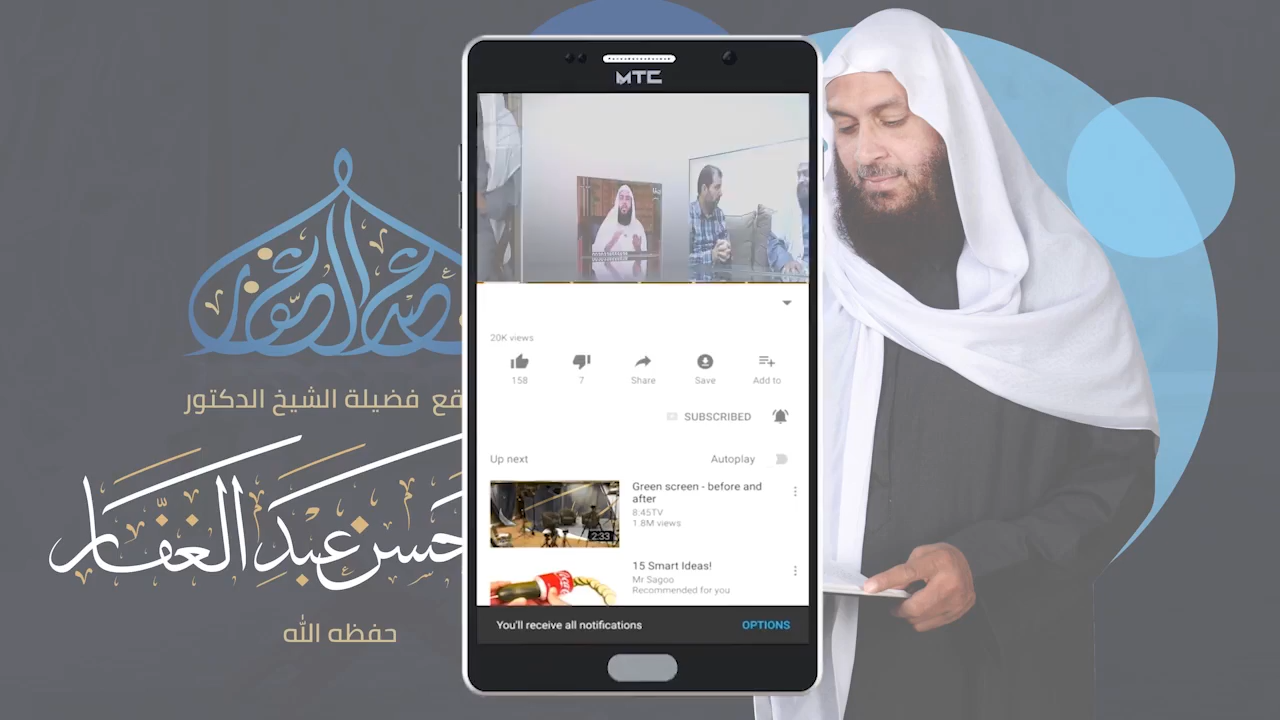 قع فضيلة الشيخ الدكتور
حسن عبد الغفار
حفظه الله
MTC
20K views
158
7
Share
Save
Add to
SUBSCRIBED
Up next
Autoplay
Green screen - before and
after
8:45TV
1.8M views
2:33
15 Smart Ideas!
Mr Sagoo
Recommended for you
You'll receive all notifications
OPTIONS